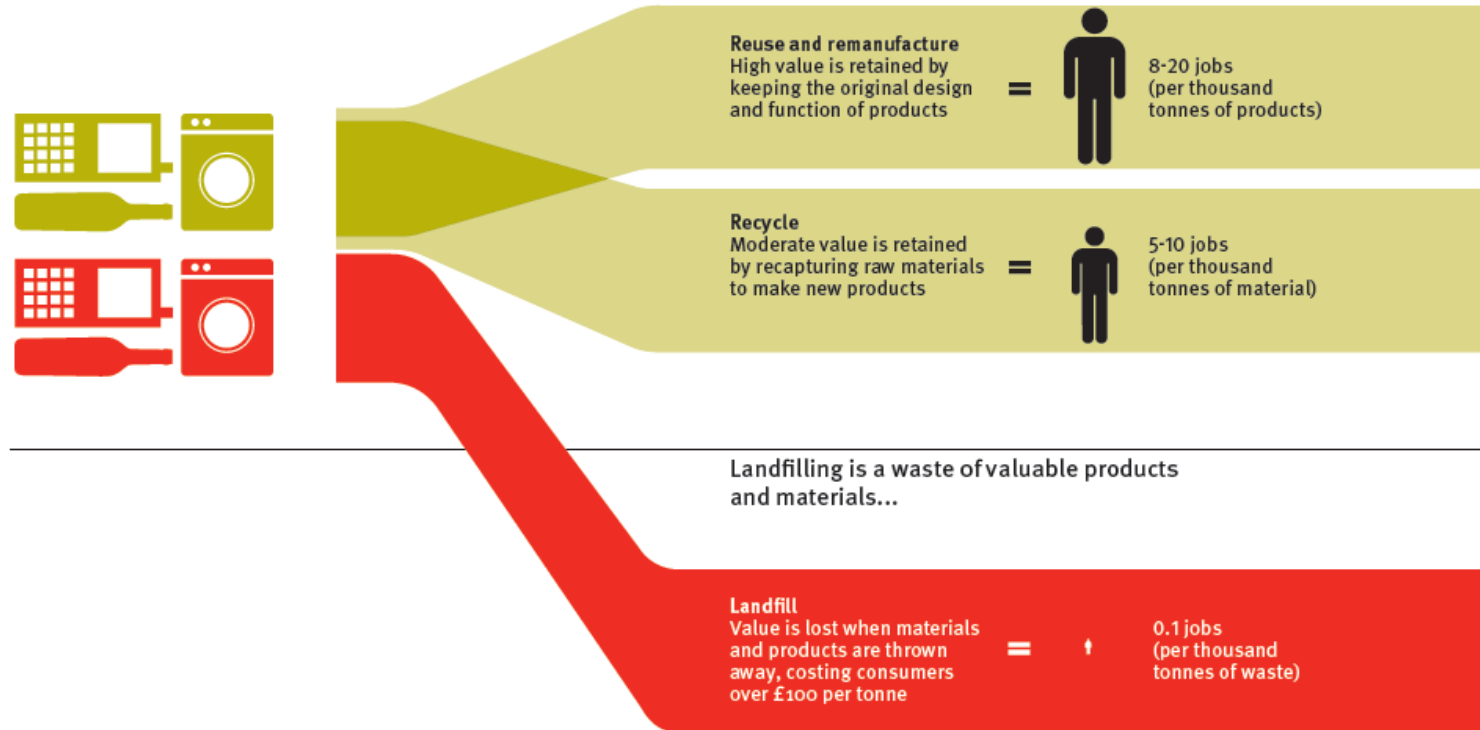 Reuse and remanufacture
High value is retained by
keeping the original design
and function of products
=
8-20 jobs
(per thousand
tonnes of products)
Recycle
Moderate value is retained
by recapturing raw materials
to make new products
=
5-10 jobs
(per thousand
tonnes of material)
Landfilling is a waste of valuable products
and materials...
Landfill
Value is lost when materials
and products are thrown
away, costing consumers
over £100 per tonne
=
0.1 jobs
(per thousand
tonnes of waste)